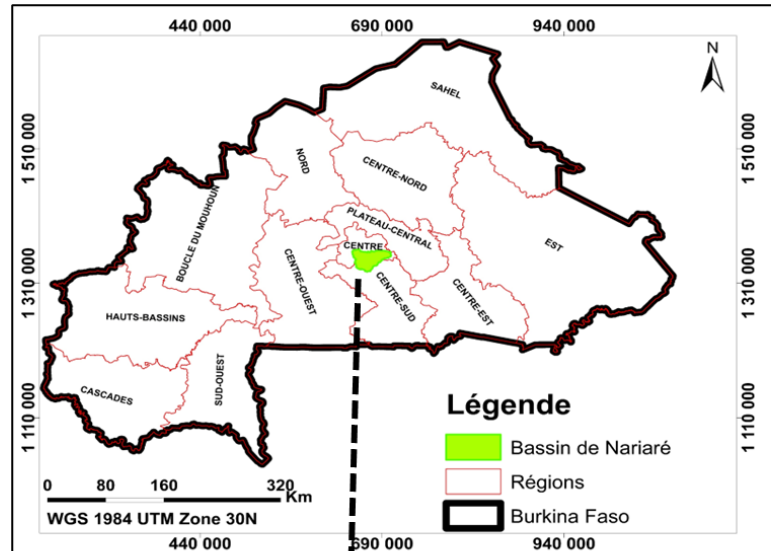 440 000 690 000 940 000
N
SAHEL
1 510 000 1 510 000
NORD
CENTRE-NORD
BOUCLE DU MOUHOUN
PLATEAU-CENTRAL
EST
CENTRE
CENTRE-OUEST
CENTRE-SUD
CENTRE-EST
1 310 000 1 310 000
HAUTS-BASSINS
SUD-OUEST
CASCADES
1 110 000 1 110 000
Légende
Bassin de Nariaré
Régions
Burkina Faso
0 80 160 320
Km
WGS 1984 UTM Zone 30N
440 000 690 000 940 000